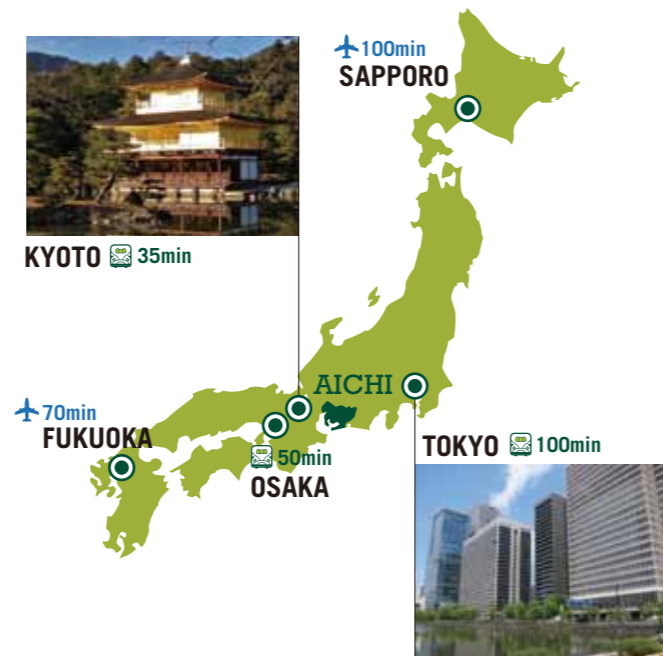 100min
SAPPORO
KYOTO 35min
AICHI
70min
FUKUOKA
50min
OSAKA
TOKYO 100min